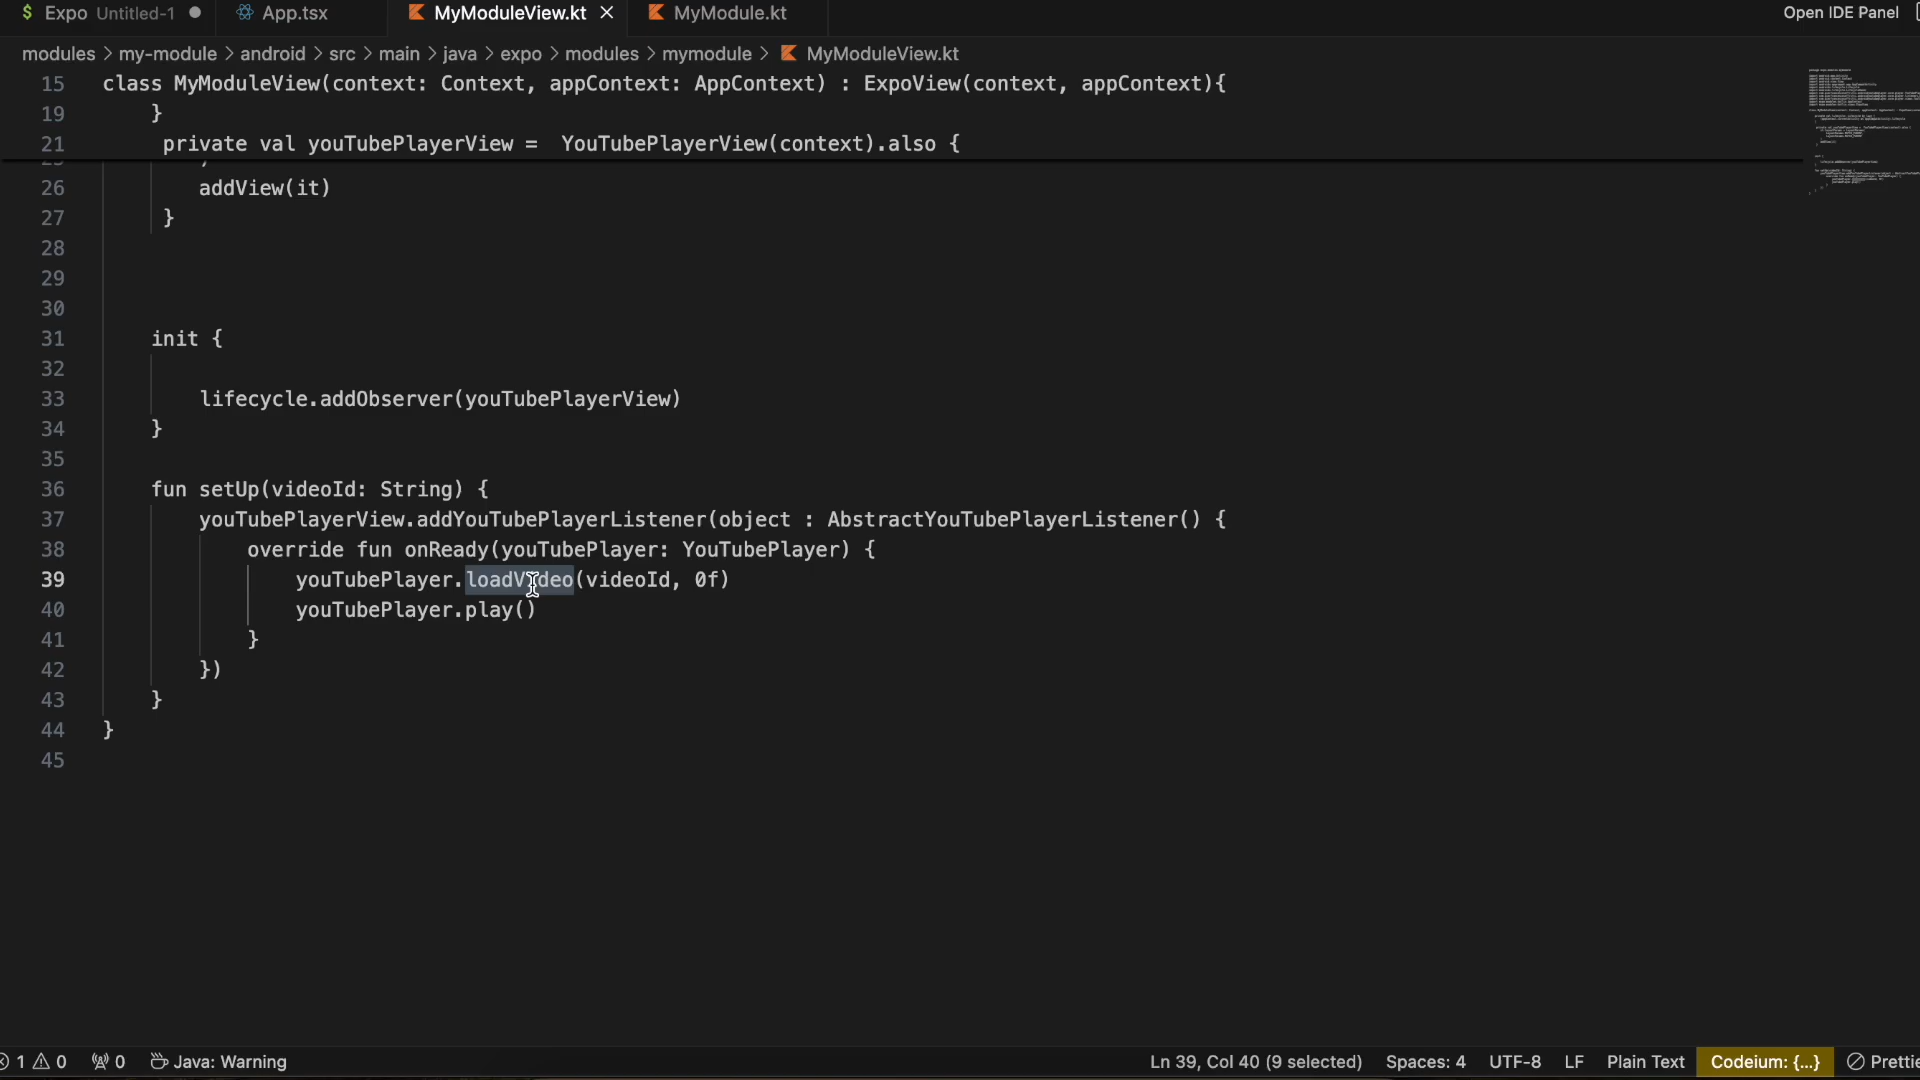 $ Expo Untitled-1 ● App.tsx MyModuleView.kt × MyModule.kt Open IDE Panel
modules > my-module > android > src > main > java > expo > modules > mymodule > MyModuleView.kt
15 class MyModuleView(context: Context, appContext: AppContext) : ExpoView(context, appContext){
19 }
21 private val youTubePlayerView = YouTubePlayerView(context).also {
26 addView(it)
27 }
28
29
30
31 init {
32
33 lifecycle.addObserver(youTubePlayerView)
34 }
35
36 fun setUp(videoId: String) {
37 youTubePlayerView.addYouTubePlayerListener(object : AbstractYouTubePlayerListener() {
38 override fun onReady(youTubePlayer: YouTubePlayer) {
39 youTubePlayer.loadVideo(videoId, 0f)
40 youTubePlayer.play()
41 }
42 })
43 }
44 }
45
1 0 0 Java: Warning Ln 39, Col 40 (9 selected) Spaces: 4 UTF-8 LF Plain Text Codeium: {...} Prettie